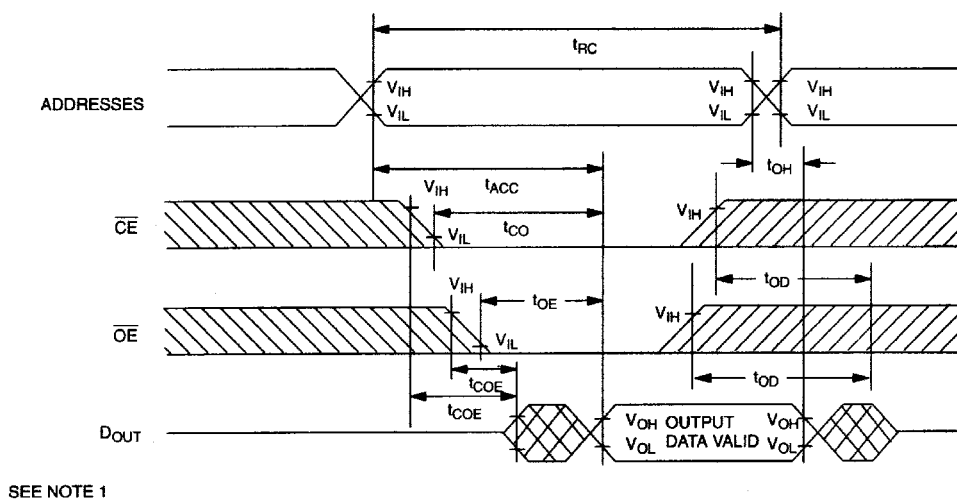 tRC
ADDRESSES
VIH
VIL
VIH
VIL
VIH
VIL
tOH
tACC
CE
VIH
VIL
tCO
VIH
tOD
OE
VIH
VIL
tOE
VIH
tOD
tCOE
tCOE
DOUT
VOH OUTPUT VOH
VOL DATA VALID VOL
SEE NOTE 1